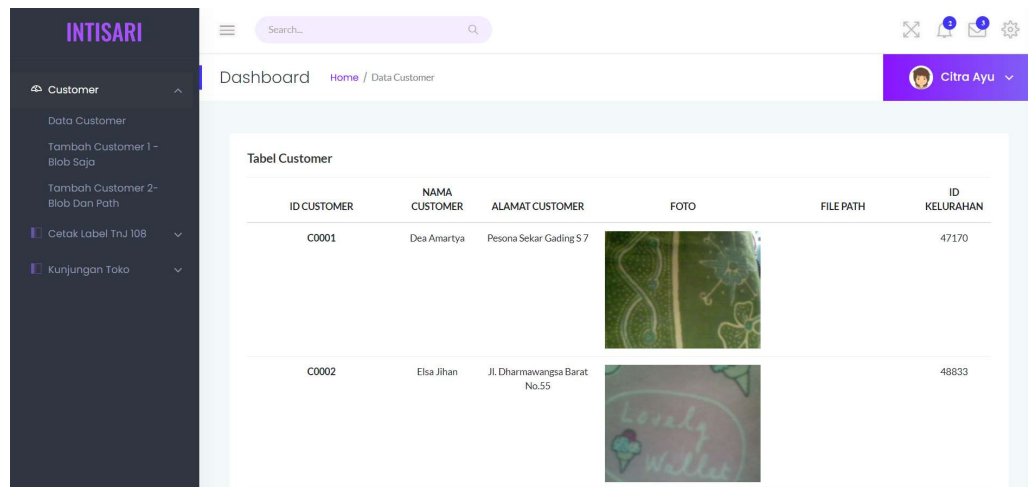 INTISARI
Search...
2
3
Dashboard Home / Data Customer
Citra Ayu
Customer
Data Customer
Tambah Customer 1 -
Blob Saja
Tambah Customer 2-
Blob Dan Path
Cetak Label TnJ 108
Kunjungan Toko
Tabel Customer
ID CUSTOMER NAMA CUSTOMER ALAMAT CUSTOMER FOTO FILE PATH ID KELURAHAN
C0001 Dea Amartya Pesona Sekar Gading S 7 47170
C0002 Elsa Jihan Jl. Dharmawangsa Barat No.55 48833
Lovely
Wallet